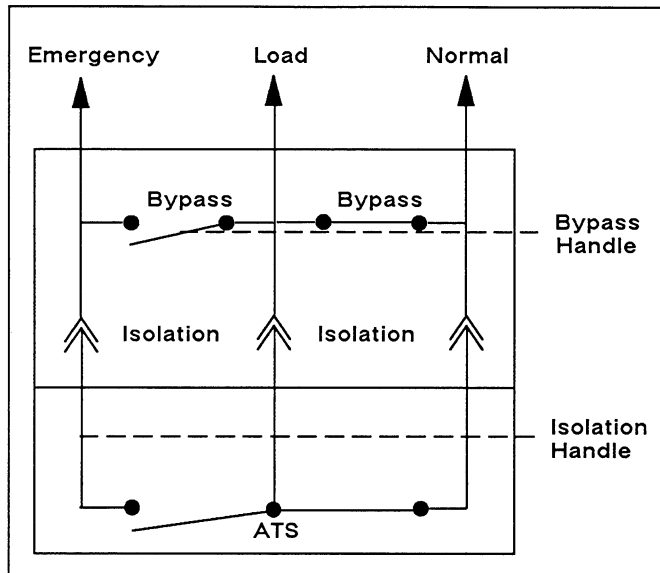 Emergency
Load
Normal
Bypass
Bypass
Bypass
Handle
Isolation
Isolation
Isolation
Handle
ATS